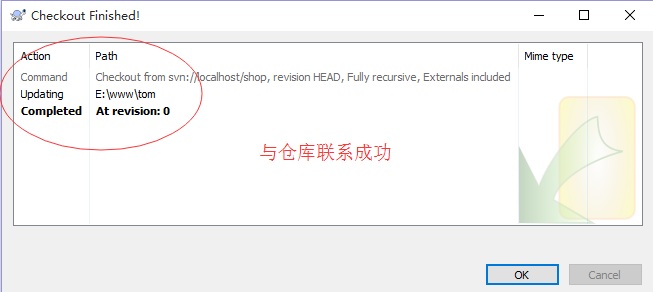 Checkout Finished!
Action Path Mime type
Command Checkout from svn://localhost/shop, revision HEAD, Fully recursive, Externals included
Updating E:\www\tom
Completed At revision: 0
与仓库联系成功
OK Cancel